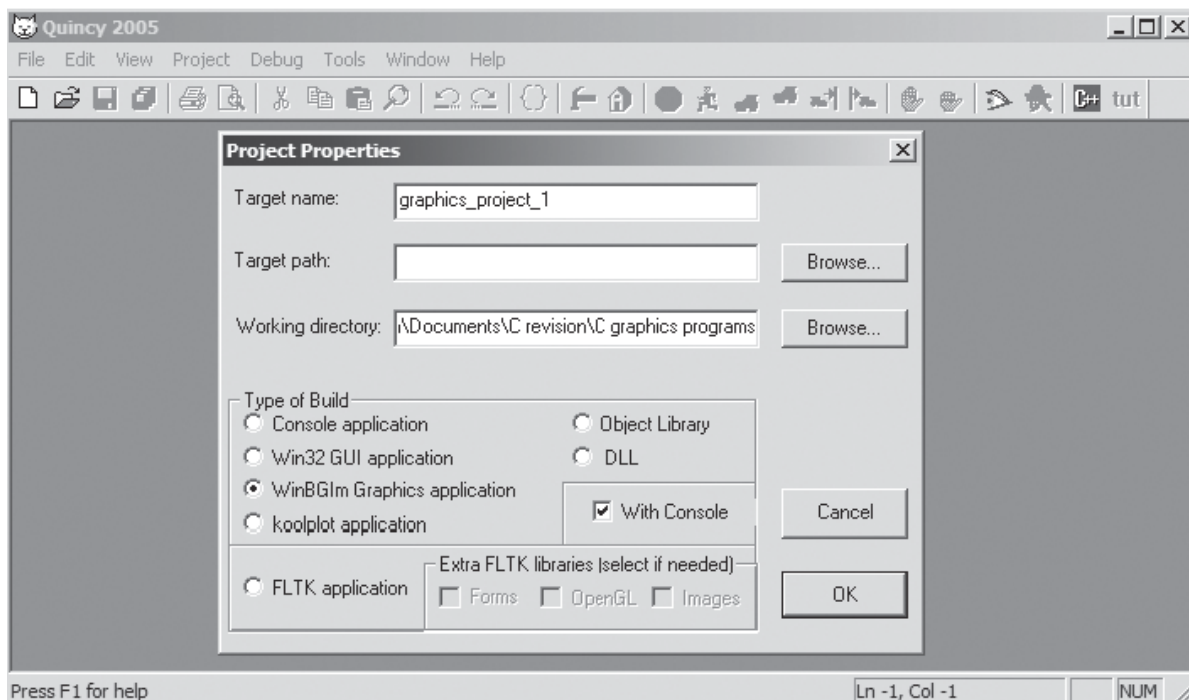 Quincy 2005
File Edit View Project Debug Tools Window Help
C++ tut
Project Properties
Target name: graphics_project_1
Target path: Browse...
Working directory: \Documents\C revision\C graphics programs Browse...
Type of Build
Console application Object Library
Win32 GUI application DLL
WinBGIm Graphics application
With Console Cancel
koolplot application
Extra FLTK libraries (select if needed)
FLTK application Forms OpenGL Images OK
Press F1 for help Ln -1, Col -1 NUM